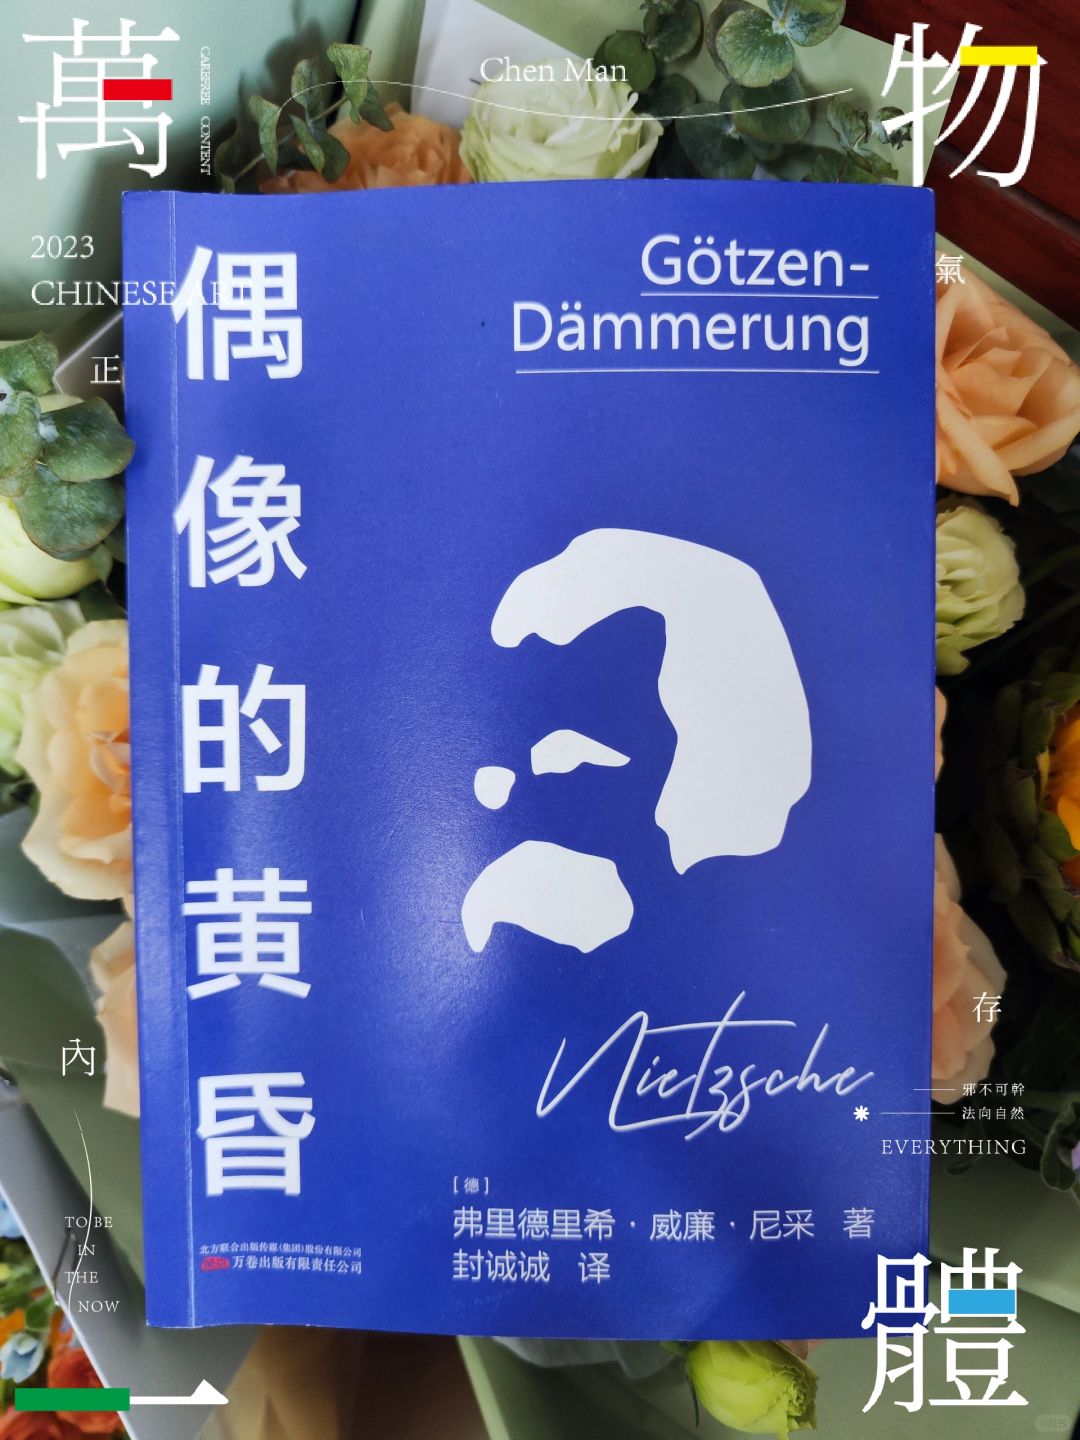 萬
物
CAREFREE CONTENT
Chen Man
2023
CHINESE ART
正
氣
內
存
邪不可幹
法向自然
EVERYTHING
TO BE
IN
THE
NOW
一
體
偶像的黄昏
Götzen-
Dämmerung
Nietzsche
[德]
弗里德里希·威廉·尼采 著
封诚诚 译
北方联合出版传媒(集团)股份有限公司
万卷出版有限责任公司
小红书